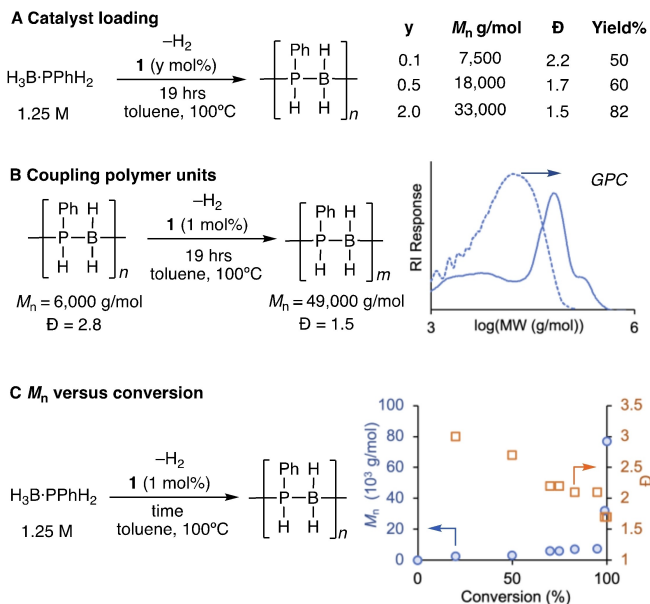 A Catalyst loading
H₃B·PPhH₂
1.25 M
–H₂
1 (y mol%)
19 hrs
toluene, 100ºC
Ph H
P B
H H
n
y Mn g/mol Đ Yield%
0.1 7,500 2.2 50
0.5 18,000 1.7 60
2.0 33,000 1.5 82
B Coupling polymer units
Ph H
P B
H H
n
Mn = 6,000 g/mol
Đ = 2.8
–H₂
1 (1 mol%)
19 hrs
toluene, 100ºC
Ph H
P B
H H
m
Mn = 49,000 g/mol
Đ = 1.5
GPC
RI Response
3 log(MW (g/mol)) 6
C Mn versus conversion
H₃B·PPhH₂
1.25 M
–H₂
1 (1 mol%)
time
toluene, 100ºC
Ph H
P B
H H
n
Mn (10³ g/mol)
100
80
60
40
20
0
3.5
3
2.5
2
1.5
1
Đ
0 50 100
Conversion (%)